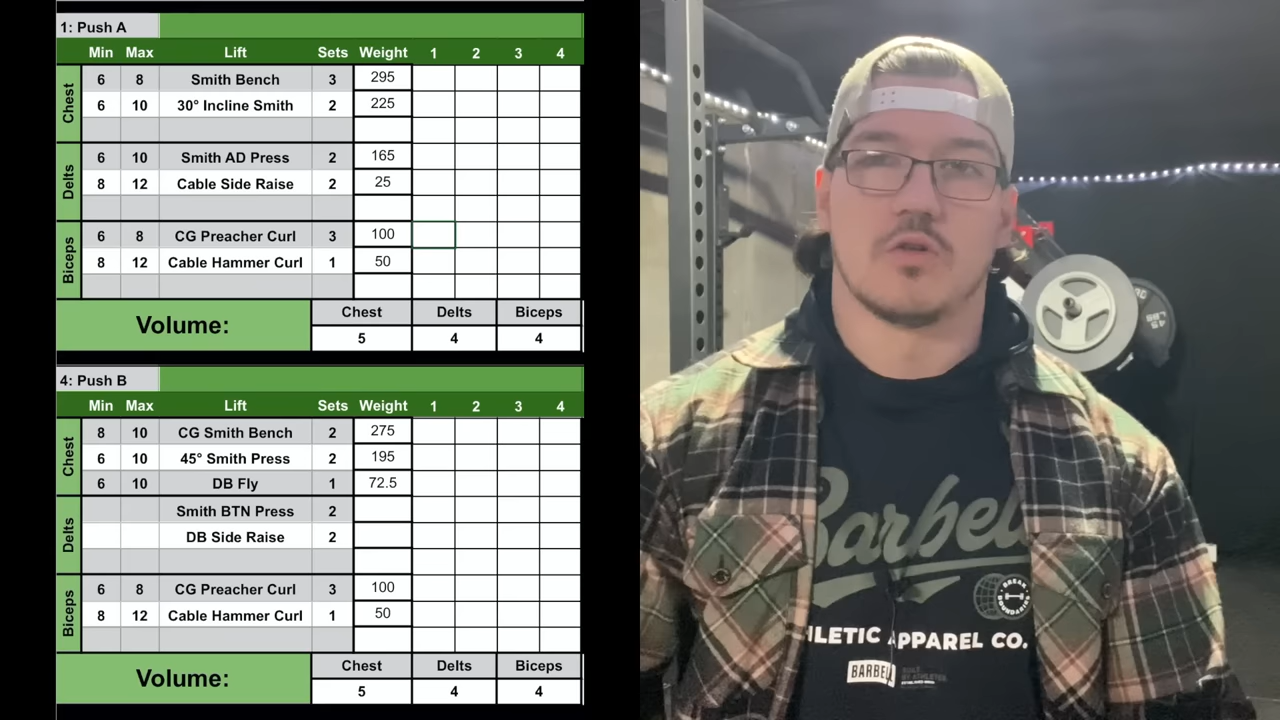 1: Push A
Min Max Lift Sets Weight 1 2 3 4
Chest
6 8 Smith Bench 3 295
6 10 30° Incline Smith 2 225
Delts
6 10 Smith AD Press 2 165
8 12 Cable Side Raise 2 25
Biceps
6 8 CG Preacher Curl 3 100
8 12 Cable Hammer Curl 1 50
Volume:
Chest Delts Biceps
5 4 4
4: Push B
Min Max Lift Sets Weight 1 2 3 4
Chest
8 10 CG Smith Bench 2 275
6 10 45° Smith Press 2 195
6 10 DB Fly 1 72.5
Delts
Smith BTN Press 2
DB Side Raise 2
Biceps
6 8 CG Preacher Curl 3 100
8 12 Cable Hammer Curl 1 50
Volume:
Chest Delts Biceps
5 4 4
45
LBS
Barbel
HLETIC APPAREL CO.
BARBEL